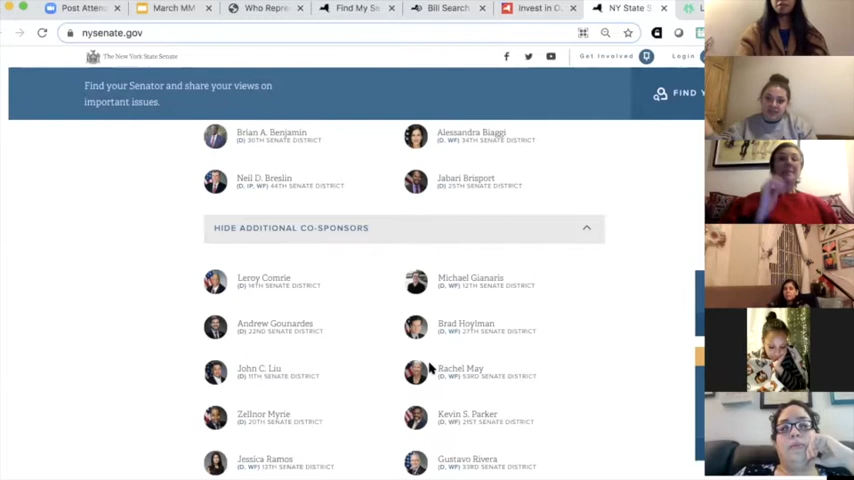 Post Atten
March MM
Who Repre
Find My Se
Bill Search
Invest in O
NY State S
nysenate.gov
The New York State Senate
Get Involved
Login
Find your Senator and share your views on
important issues.
FIND Y
Brian A. Benjamin
(D) 30TH SENATE DISTRICT
Alessandra Biaggi
(D, WF) 34TH SENATE DISTRICT
Neil D. Breslin
(D, IP, WF) 44TH SENATE DISTRICT
Jabari Brisport
(D) 25TH SENATE DISTRICT
HIDE ADDITIONAL CO-SPONSORS
Leroy Comrie
(D) 14TH SENATE DISTRICT
Michael Gianaris
(D, WF) 12TH SENATE DISTRICT
Andrew Gounardes
(D) 22ND SENATE DISTRICT
Brad Hoylman
(D, WF) 27TH SENATE DISTRICT
John C. Liu
(D) 11TH SENATE DISTRICT
Rachel May
(D, WF) 53RD SENATE DISTRICT
Zellnor Myrie
(D) 20TH SENATE DISTRICT
Kevin S. Parker
(D, WF) 21ST SENATE DISTRICT
Jessica Ramos
(D, WF) 13TH SENATE DISTRICT
Gustavo Rivera
(D, WF) 33RD SENATE DISTRICT